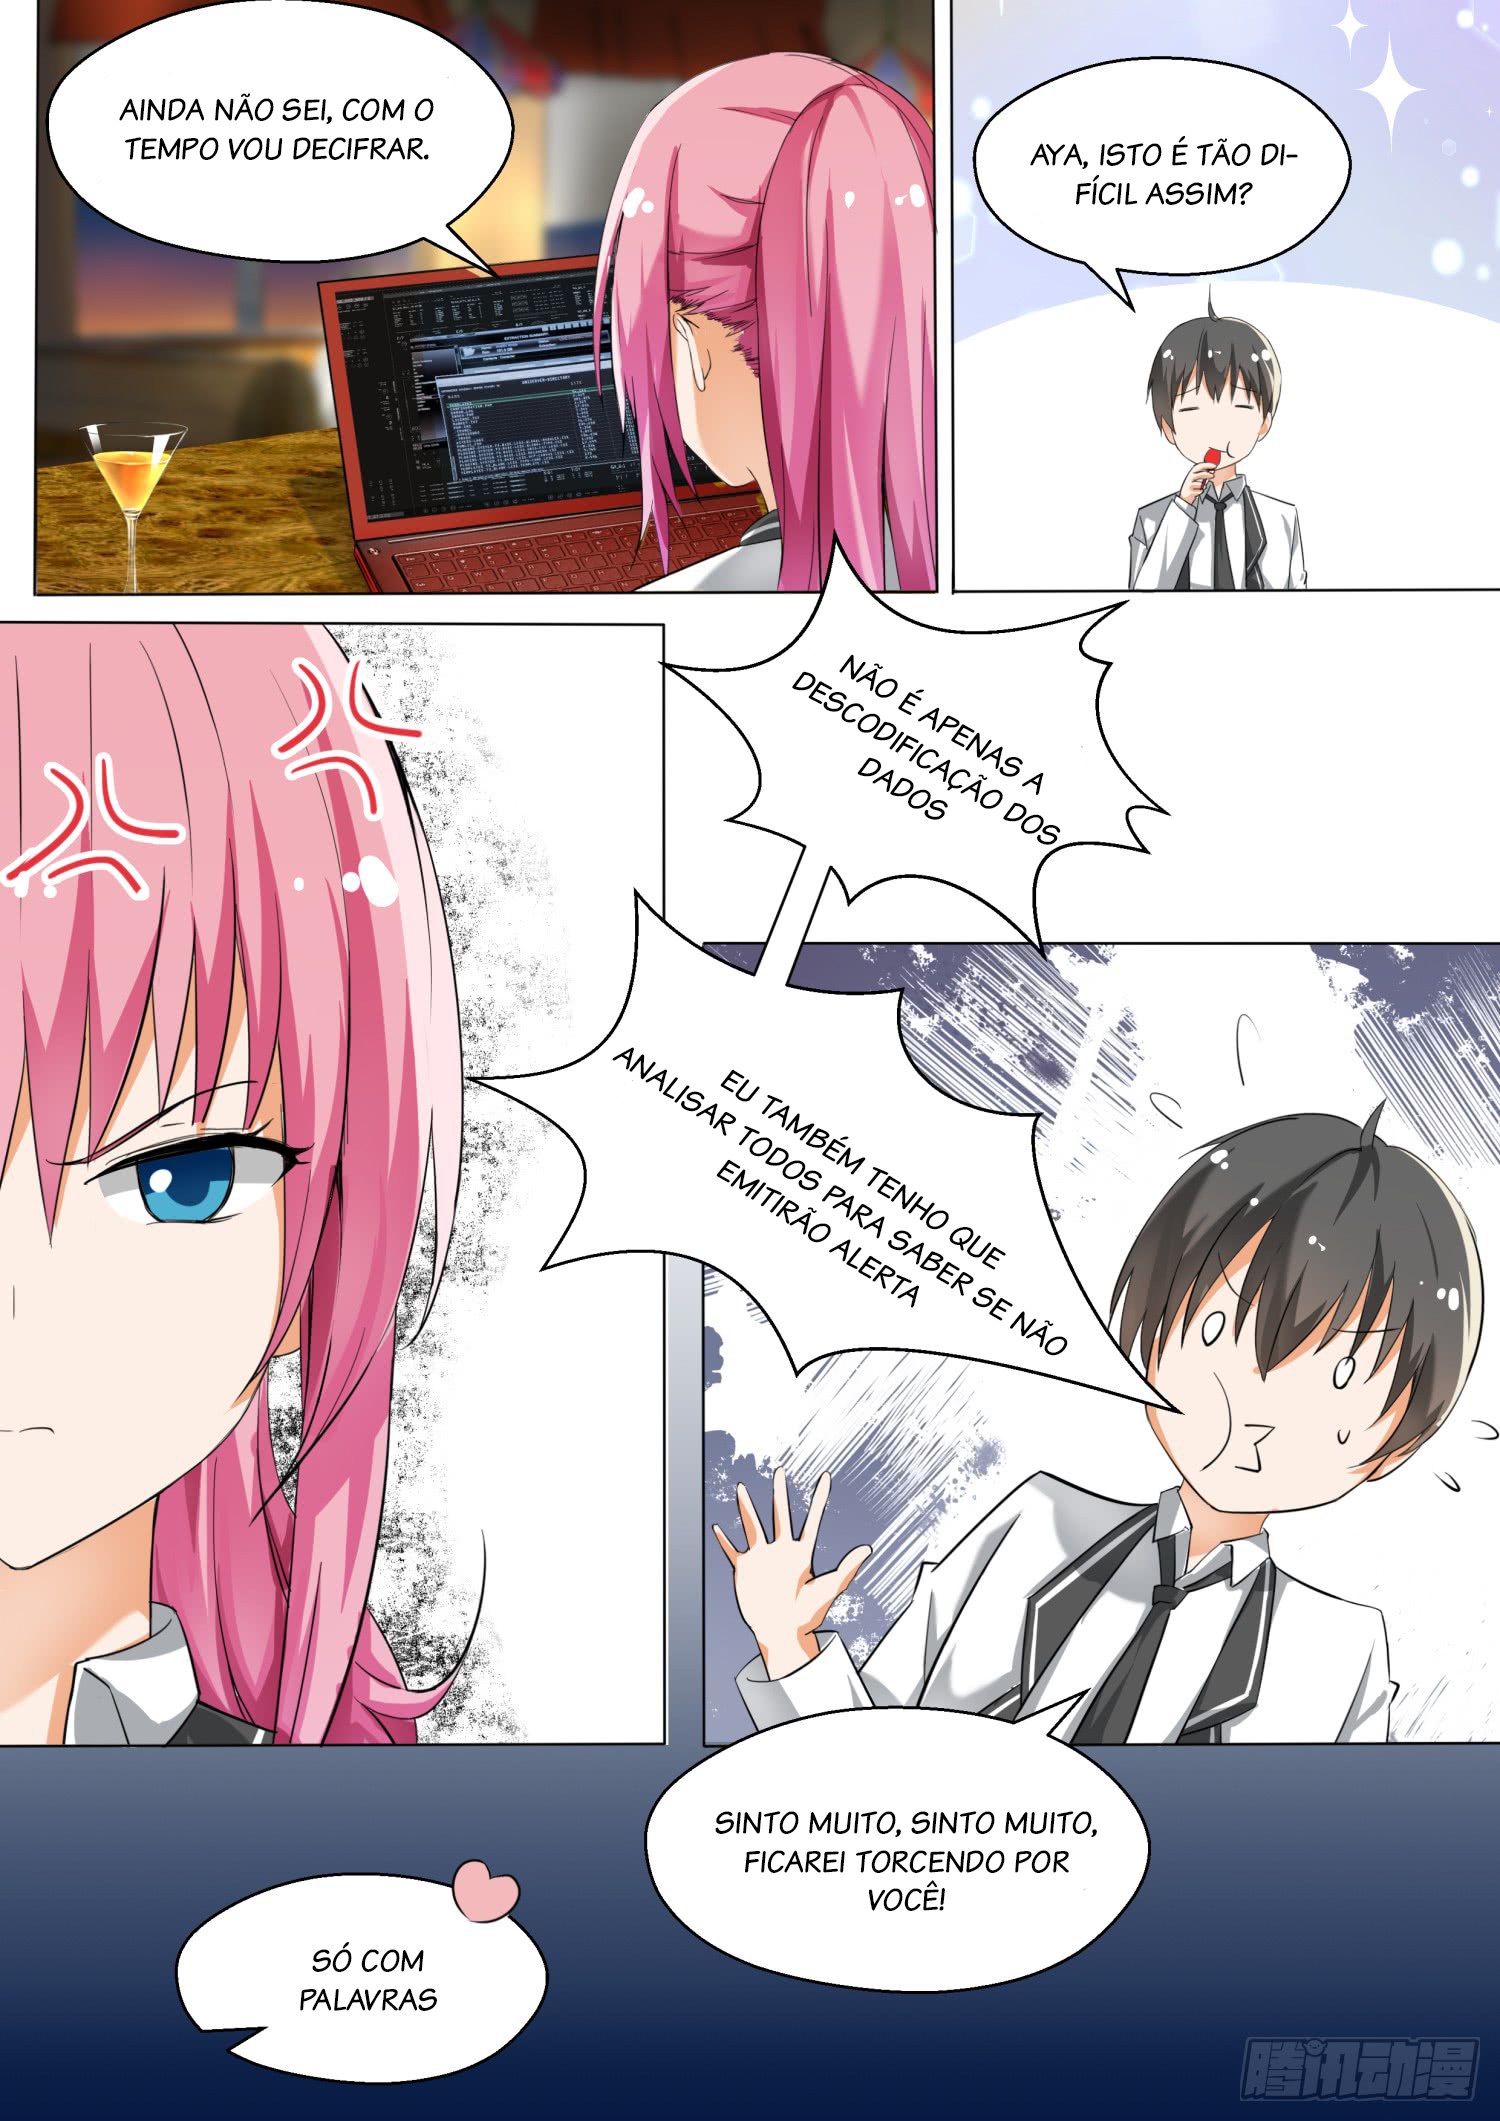 AINDA NÃO SEI, COM O
TEMPO VOU DECIFRAR.
AYA, ISTO É TÃO DI-
FÍCIL ASSIM?
NÃO É APENAS A
DESCODIFICAÇÃO DOS
DADOS
EU TAMBÉM TENHO QUE
ANALISAR TODOS PARA SABER SE NÃO
EMITIRÃO ALERTA
SINTO MUITO, SINTO MUITO,
FICAREI TORCENDO POR
VOCÊ!
SÓ COM
PALAVRAS
腾讯动漫